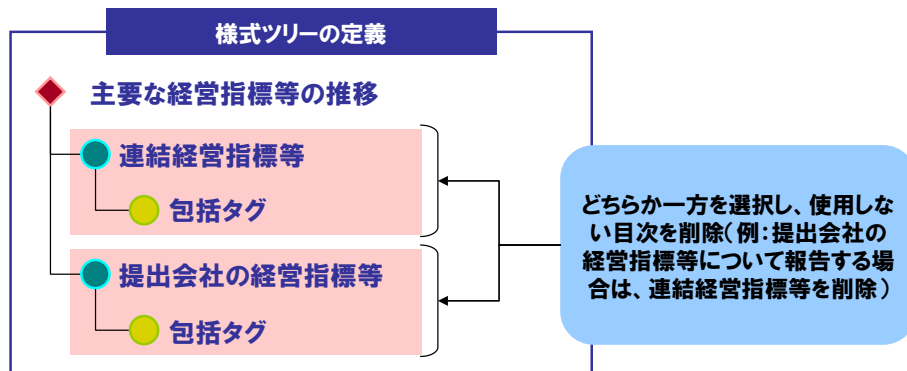 様式ツリーの定義
主要な経営指標等の推移
連結経営指標等
包括タグ
提出会社の経営指標等
包括タグ
どちらか一方を選択し、使用しな
い目次を削除（例：提出会社の
経営指標等について報告する場
合は、連結経営指標等を削除）